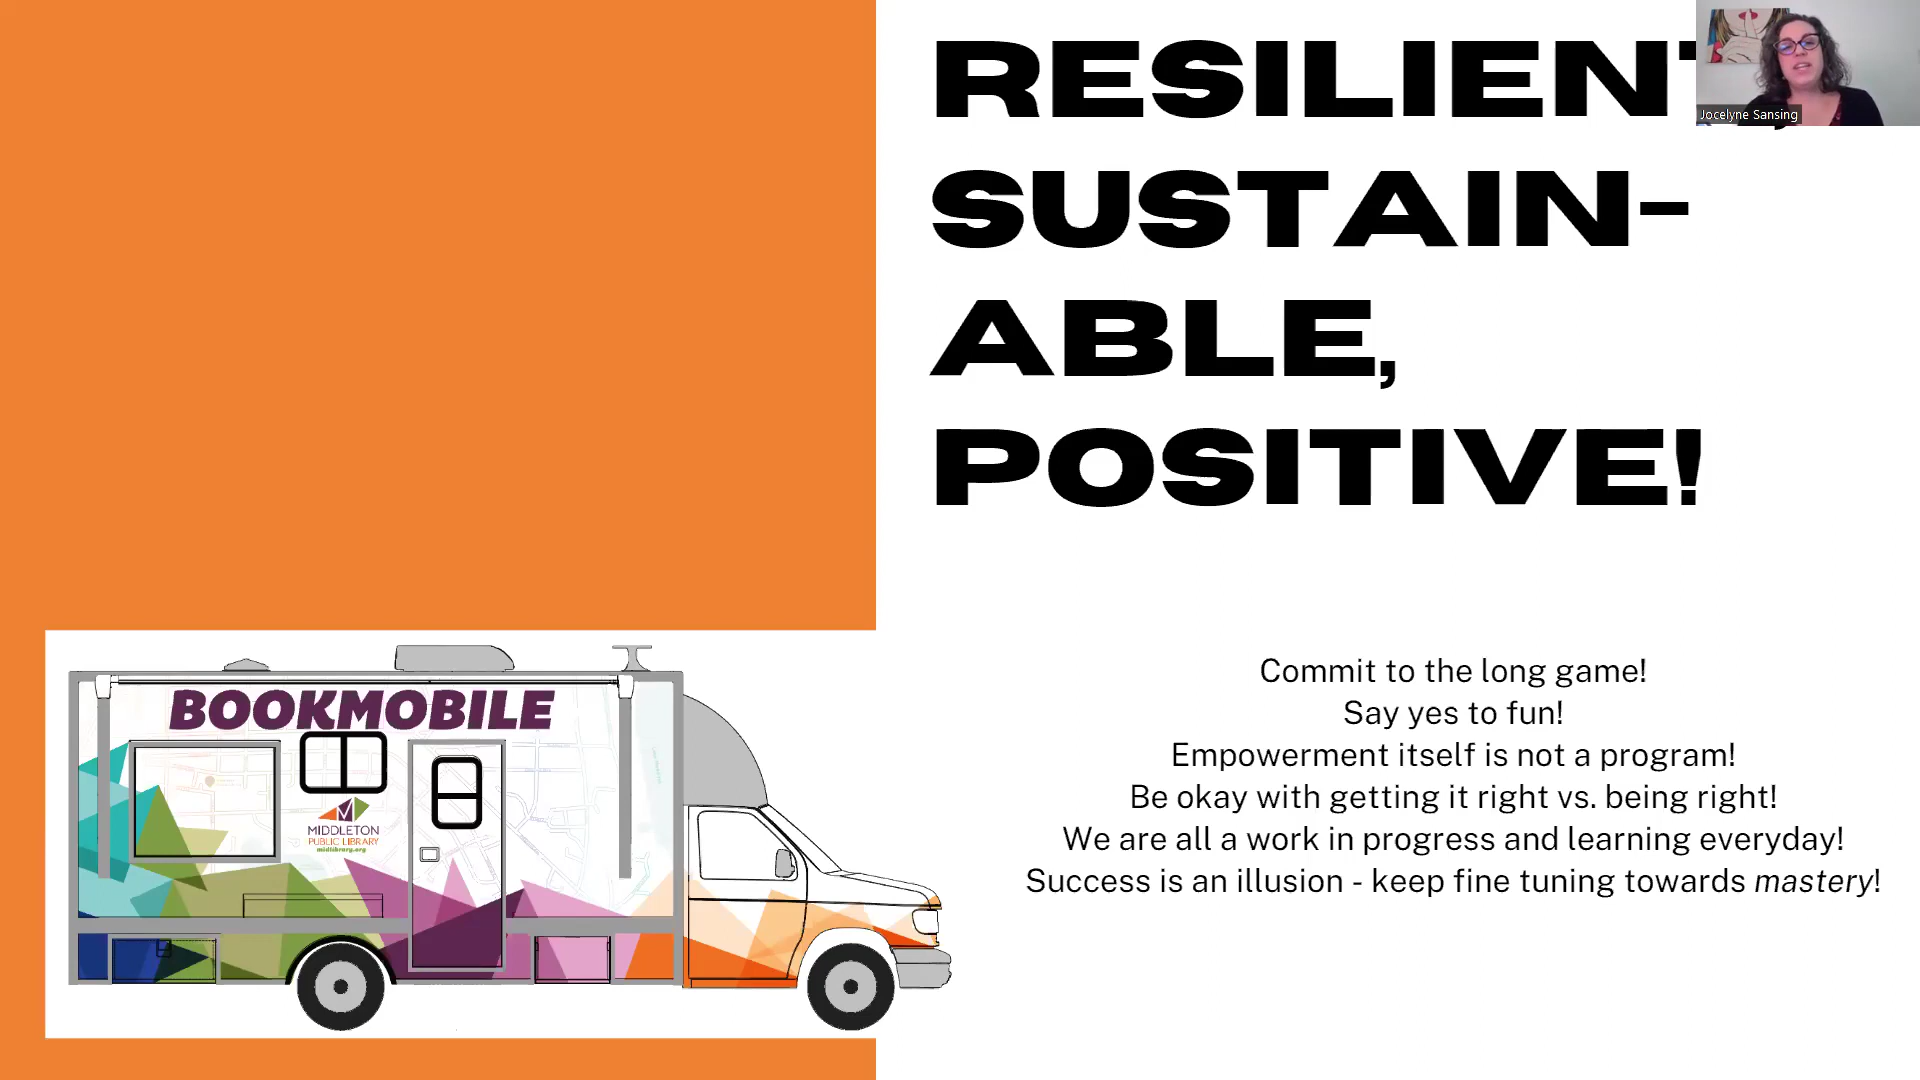 RESILIENT,
SUSTAIN-
ABLE,
POSITIVE!
Jocelyne Sansing
Commit to the long game!
Say yes to fun!
Empowerment itself is not a program!
Be okay with getting it right vs. being right!
We are all a work in progress and learning everyday!
Success is an illusion - keep fine tuning towards mastery!
BOOKMOBILE
MIDDLETON
PUBLIC LIBRARY
midlibrary.org